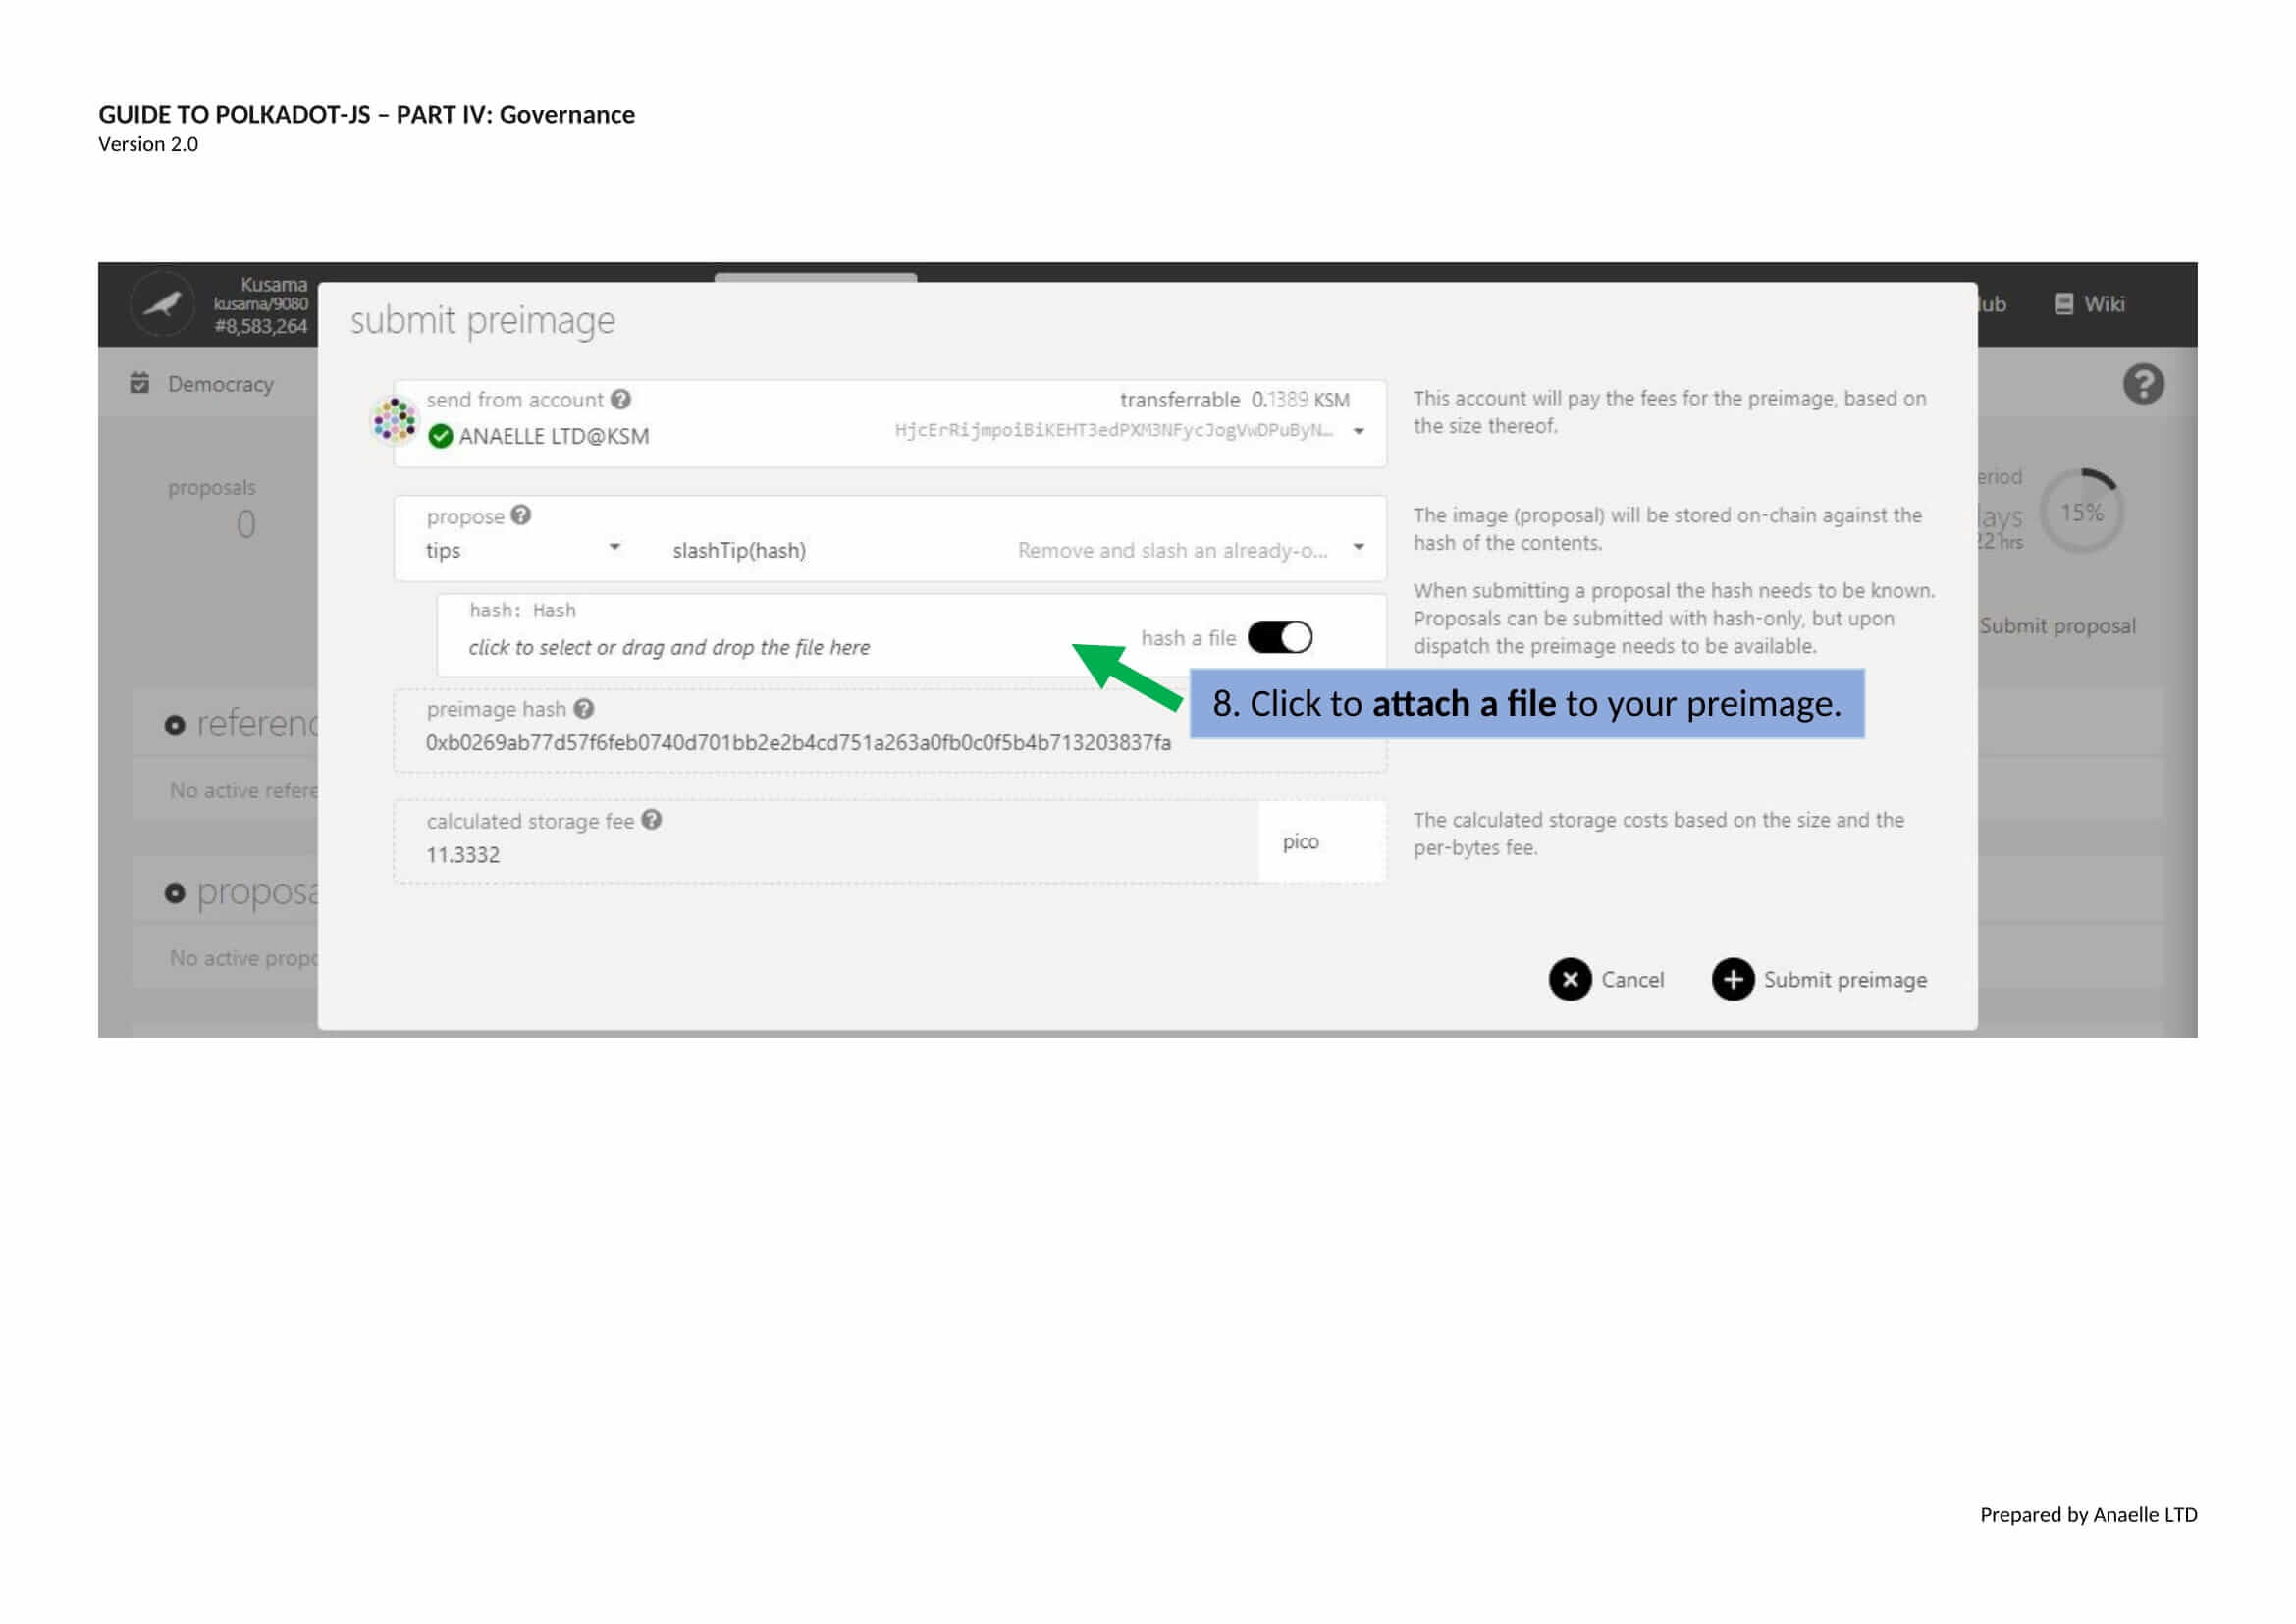 GUIDE TO POLKADOT-JS – PART IV: Governance
Version 2.0
Kusama
kusama/9080
#8,583,264
Wiki
Democracy
submit preimage
send from account
transferrable 0.1389 KSM
ANAELLE LTD@KSM
HjcErRijmpoiBiKEHT3edPXM3NFycJogVwDPuByN…
This account will pay the fees for the preimage, based on
the size thereof.
proposals
0
propose
tips
slashTip(hash)
Remove and slash an already-o...
The image (proposal) will be stored on-chain against the
hash of the contents.
15%
22 hrs
hash: Hash
click to select or drag and drop the file here
hash a file
When submitting a proposal the hash needs to be known.
Proposals can be submitted with hash-only, but upon
dispatch the preimage needs to be available.
Submit proposal
8. Click to attach a file to your preimage.
preimage hash
0xb0269ab77d57f6feb0740d701bb2e2b4cd751a263a0fb0c0f5b4b713203837fa
referenc
No active refere
calculated storage fee
11.3332
pico
The calculated storage costs based on the size and the
per-bytes fee.
proposa
No active propo
Cancel
Submit preimage
Prepared by Anaelle LTD